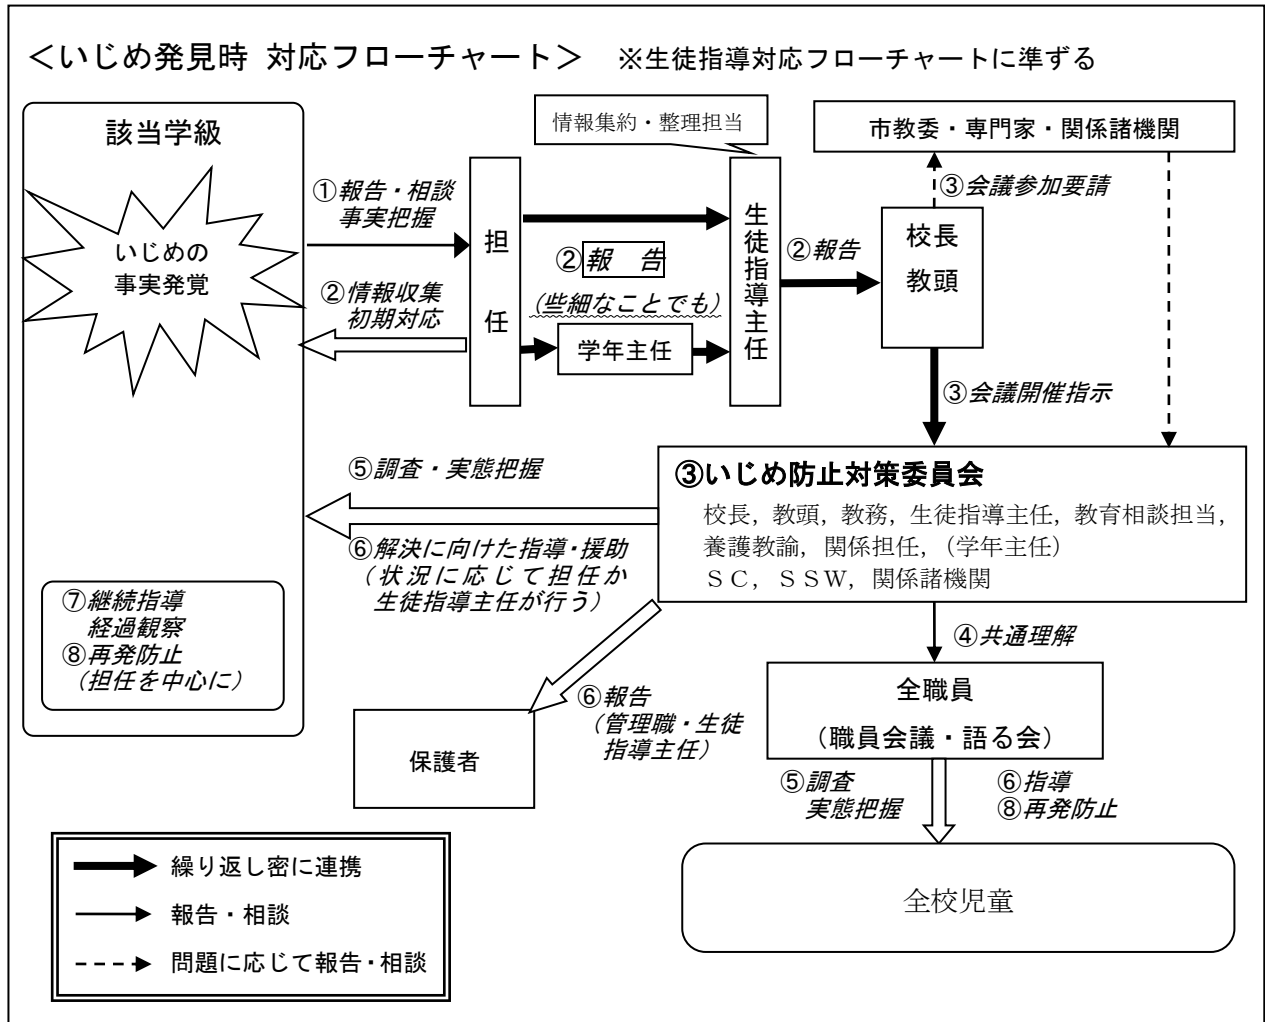 ＜いじめ発見時 対応フローチャート＞ ※生徒指導対応フローチャートに準ずる
該当学級
いじめの
事実発覚
①報告・相談
事実把握
②情報収集
初期対応
担任
情報集約・整理担当
②報　告
（些細なことでも）
学年主任
生徒指導主任
②報告
市教委・専門家・関係諸機関
③会議参加要請
校長
教頭
③会議開催指示
③いじめ防止対策委員会
校長，教頭，教務，生徒指導主任，教育相談担当，
養護教諭，関係担任，（学年主任）
ＳＣ，ＳＳＷ，関係諸機関
⑤調査・実態把握
⑥解決に向けた指導・援助
（状況に応じて担任か
生徒指導主任が行う）
⑦継続指導
経過観察
⑧再発防止
（担任を中心に）
④共通理解
⑥報告
（管理職・生徒
指導主任）
保護者
全職員
（職員会議・語る会）
⑤調査
実態把握
⑥指導
⑧再発防止
全校児童
繰り返し密に連携
報告・相談
問題に応じて報告・相談